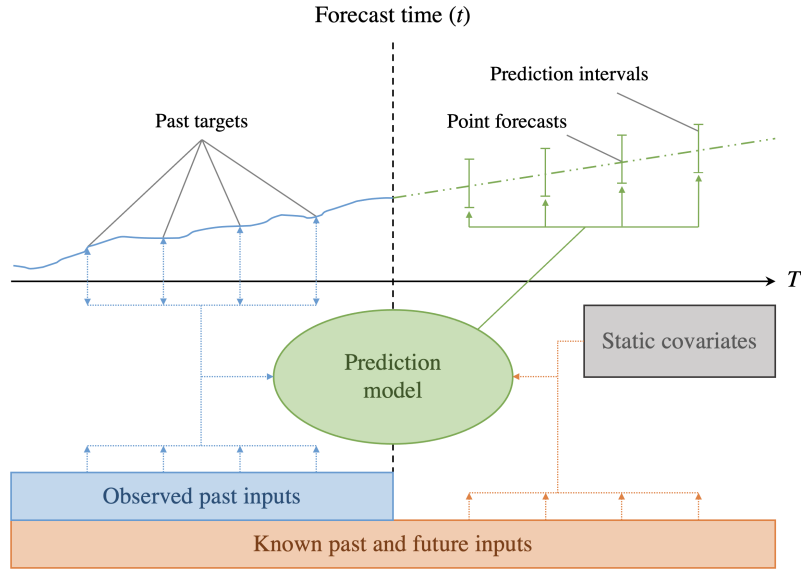 Forecast time (t)
Prediction intervals
Past targets
Point forecasts
T
Static covariates
Prediction
model
Observed past inputs
Known past and future inputs